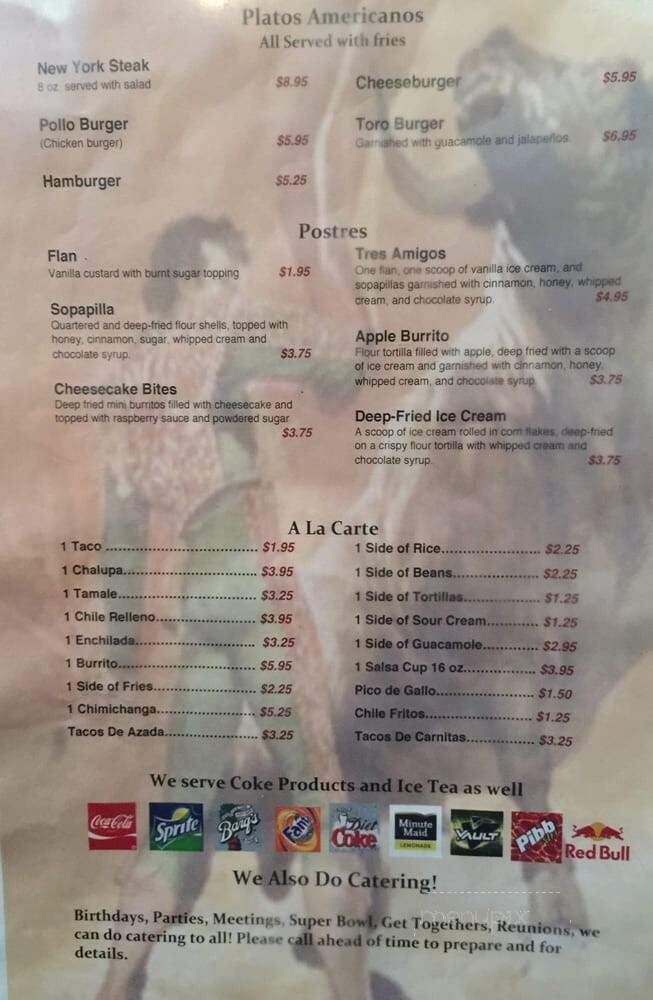 Platos Americanos
All Served with fries
New York Steak
8 oz. served with salad $8.95
Pollo Burger
(Chicken burger) $5.95
Hamburger $5.25
Cheeseburger $5.95
Toro Burger
Garnished with guacamole and jalapeños. $6.95
Postres
Flan
Vanilla custard with burnt sugar topping $1.95
Sopapilla
Quartered and deep-fried flour shells, topped with
honey, cinnamon, sugar, whipped cream and
chocolate syrup. $3.75
Cheesecake Bites
Deep fried mini burritos filled with cheesecake and
topped with raspberry sauce and powdered sugar
$3.75
Tres Amigos
One flan, one scoop of vanilla ice cream, and
sopapillas garnished with cinnamon, honey, whipped
cream, and chocolate syrup. $4.95
Apple Burrito
Flour tortilla filled with apple, deep fried with a scoop
of ice cream and garnished with cinnamon, honey,
whipped cream, and chocolate syrup $3.75
Deep-Fried Ice Cream
A scoop of ice cream rolled in corn flakes, deep-fried
on a crispy flour tortilla with whipped cream and
chocolate syrup. $3.75
A La Carte
1 Taco ................................ $1.95
1 Chalupa............................. $3.95
1 Tamale.............................. $3.25
1 Chile Relleno....................... $3.95
1 Enchilada........................... $3.25
1 Burrito............................. $5.95
1 Side of Fries....................... $2.25
1 Chimichanga......................... $5.25
Tacos De Azada........................ $3.25
1 Side of Rice........................ $2.25
1 Side of Beans....................... $2.25
1 Side of Tortillas................... $1.25
1 Side of Sour Cream.................. $1.25
1 Side of Guacamole................... $2.95
1 Salsa Cup 16 oz..................... $3.95
Pico de Gallo......................... $1.50
Chile Fritos.......................... $1.25
Tacos De Carnitas..................... $3.25
We serve Coke Products and Ice Tea as well
Coca-Cola
Sprite
Barq's
Fanta
Diet
Coke
Minute
Maid
LEMONADE
VAULT
Pibb
Red Bull
We Also Do Catering!
menupix
Birthdays, Parties, Meetings, Super Bowl, Get Togethers, Reunions, we
can do catering to all! Please call ahead of time to prepare and for
details.